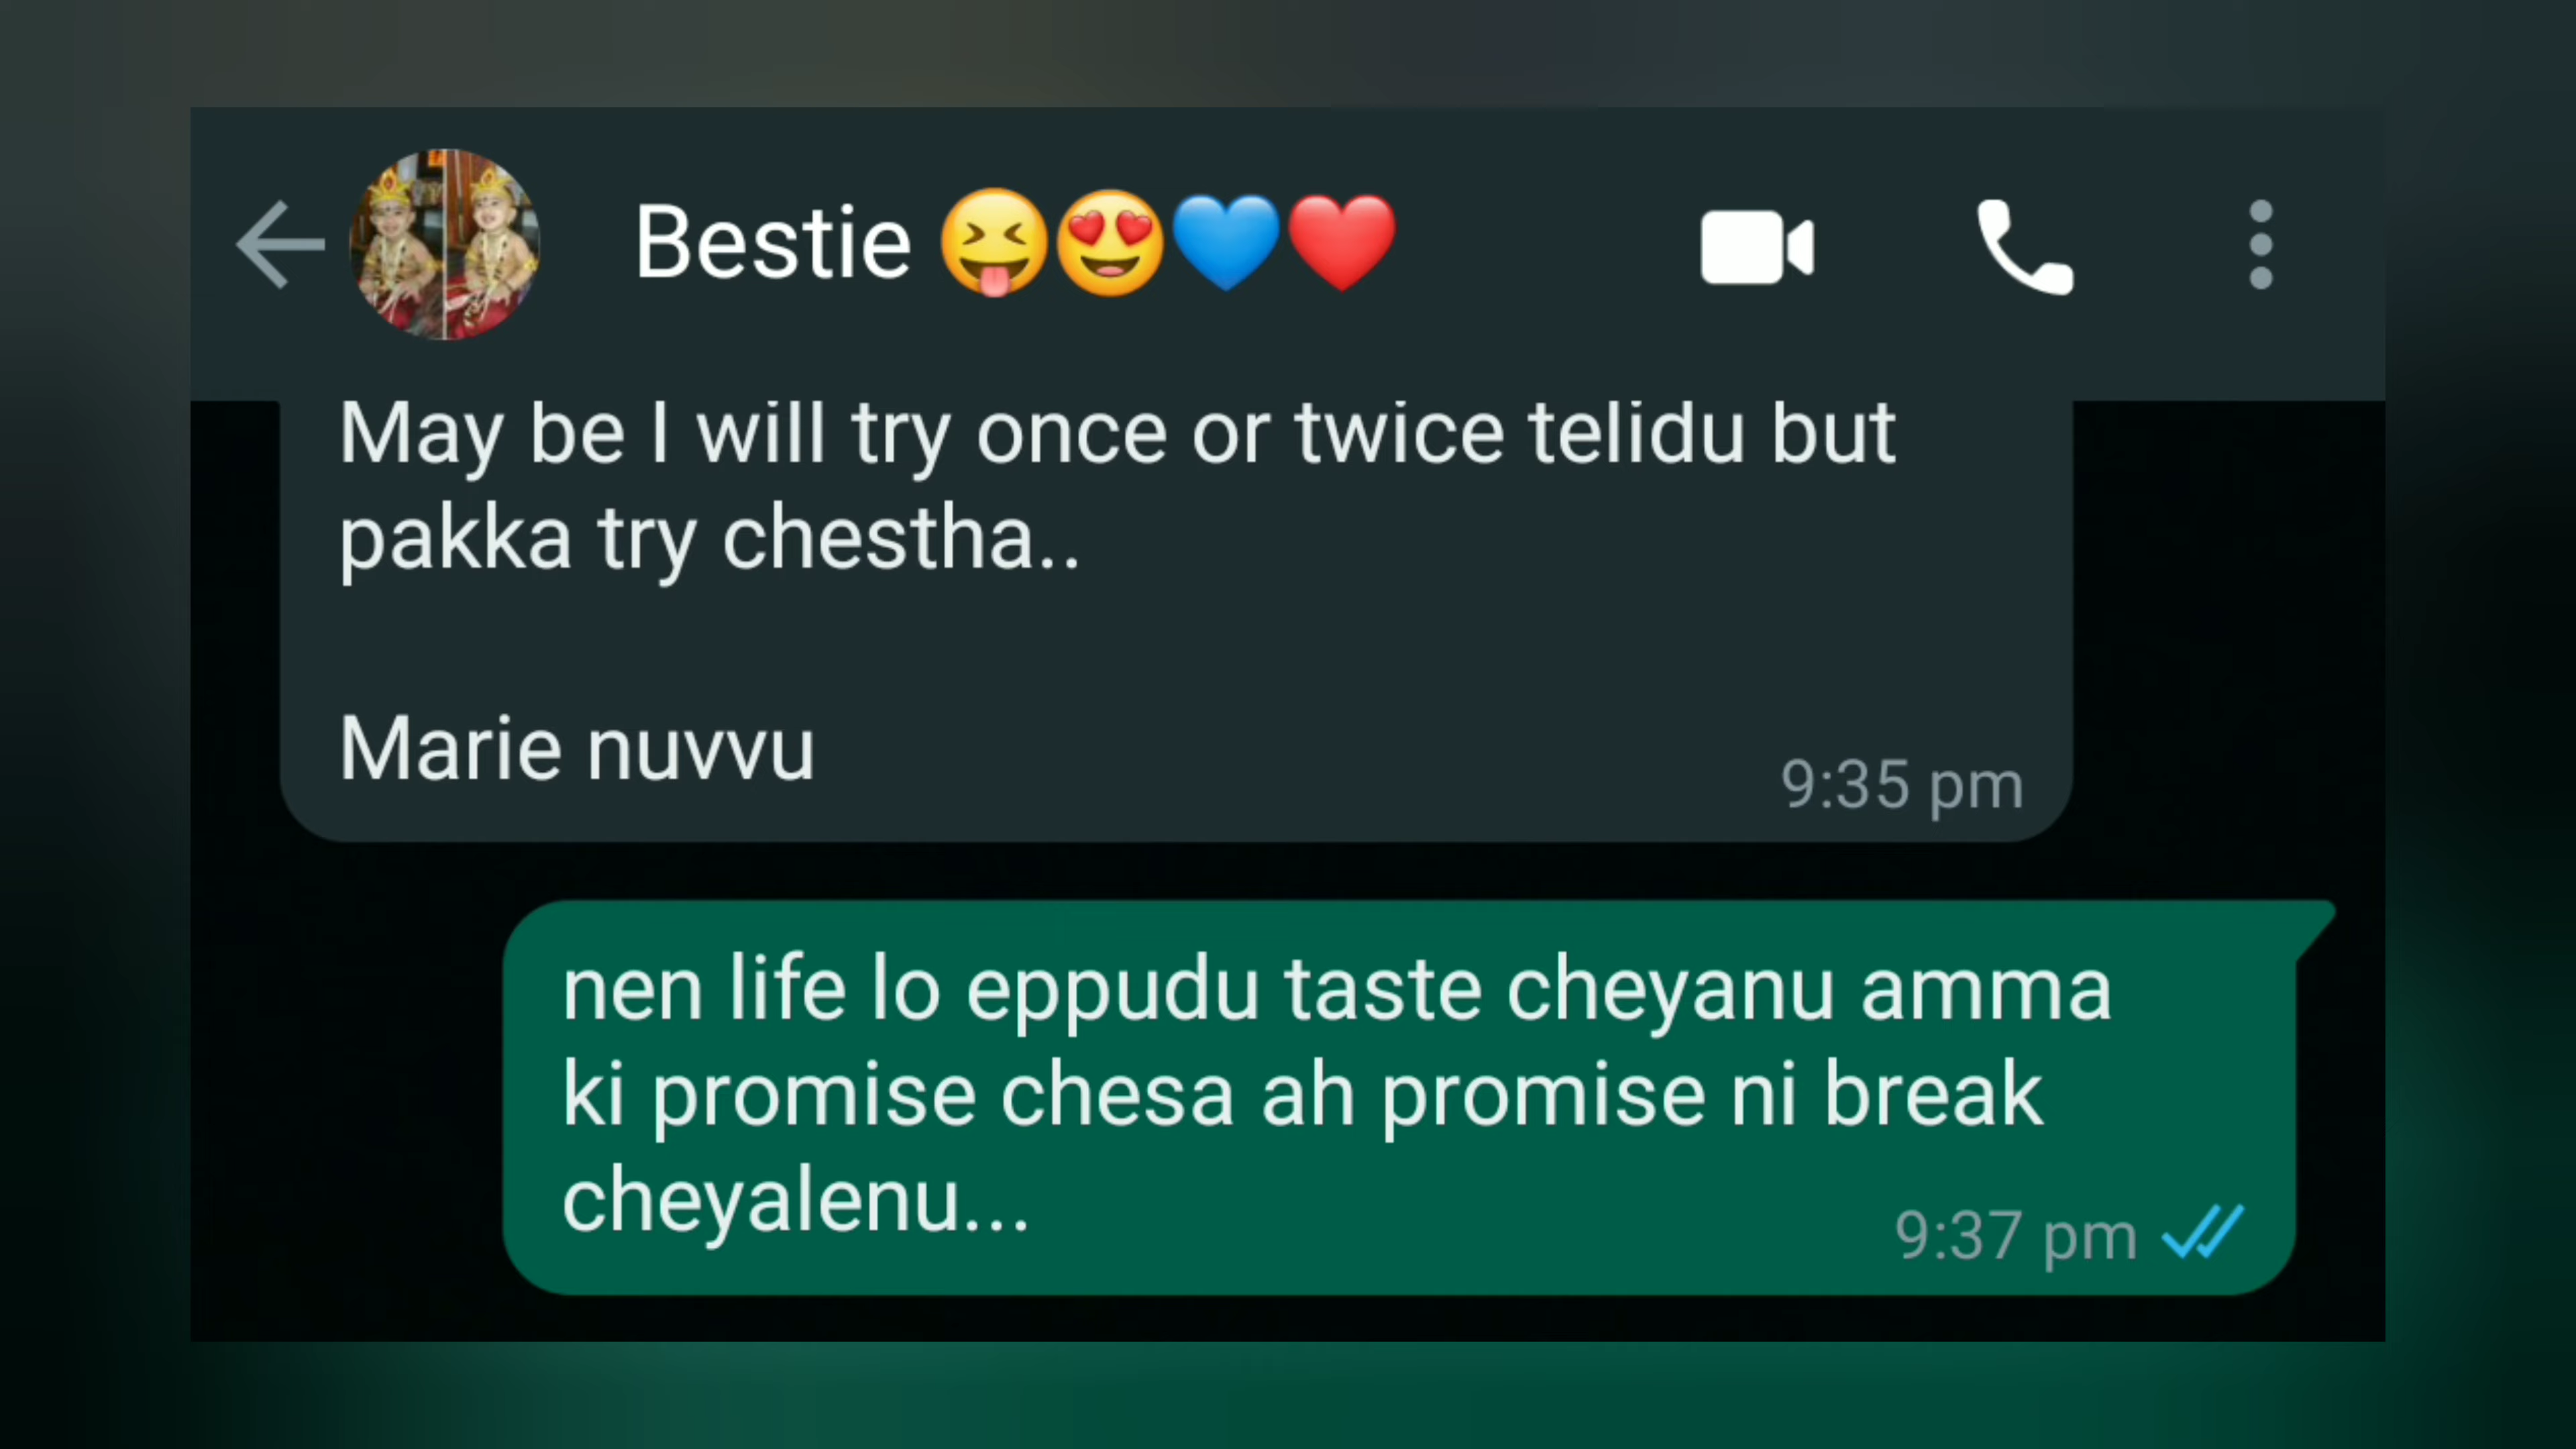 Bestie 😝😍💙❤️
May be I will try once or twice telidu but
pakka try chestha..
Marie nuvvu
9:35 pm
nen life lo eppudu taste cheyanu amma
ki promise chesa ah promise ni break
cheyalenu...
9:37 pm